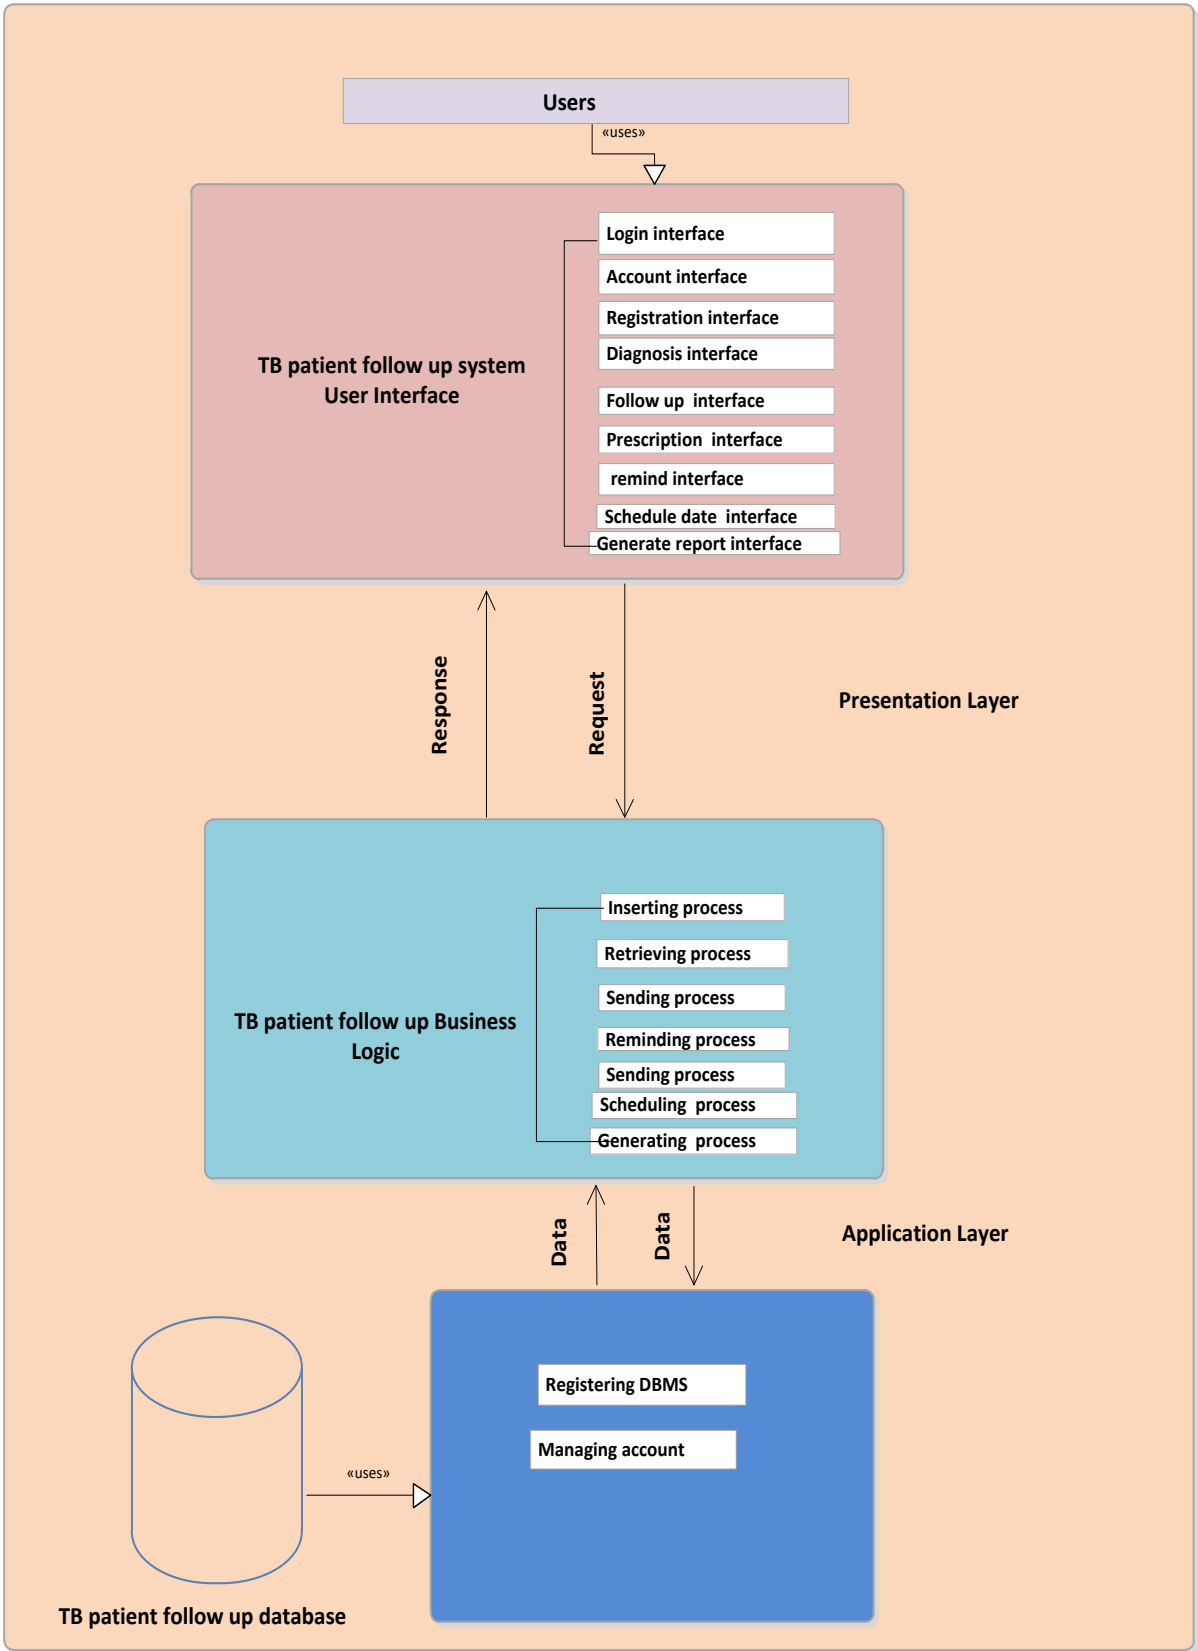 Users
«uses»
Login interface
Account interface
Registration interface
Diagnosis interface
TB patient follow up system
User Interface
Follow up  interface
Prescription  interface
remind interface
Schedule date  interface
Generate report interface
Response
Request
Presentation Layer
Inserting process
Retrieving process
Sending process
TB patient follow up Business
Logic
Reminding process
Sending process
Scheduling  process
Generating  process
Data
Data
Application Layer
Registering DBMS
Managing account
«uses»
TB patient follow up database